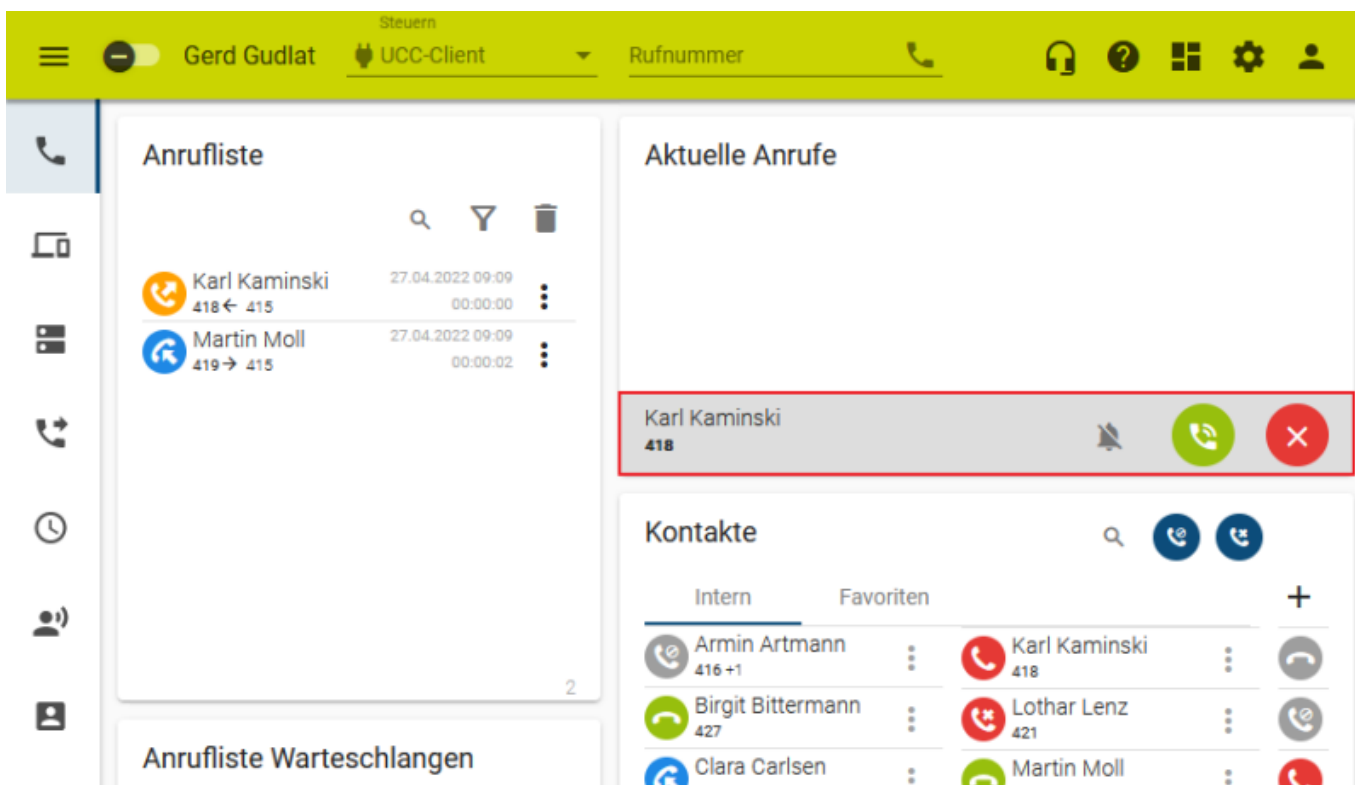 Steuern
Gerd Gudlat UCC-Client Rufnummer
Anrufliste
Karl Kaminski 27.04.2022 09:09
418 ← 415 00:00:00
Martin Moll 27.04.2022 09:09
419 → 415 00:00:02
2
Anrufliste Warteschlangen
Aktuelle Anrufe
Karl Kaminski
418
Kontakte
Intern Favoriten
Armin Artmann Karl Kaminski
416 +1 418
Birgit Bittermann Lothar Lenz
427 421
Clara Carlsen Martin Moll